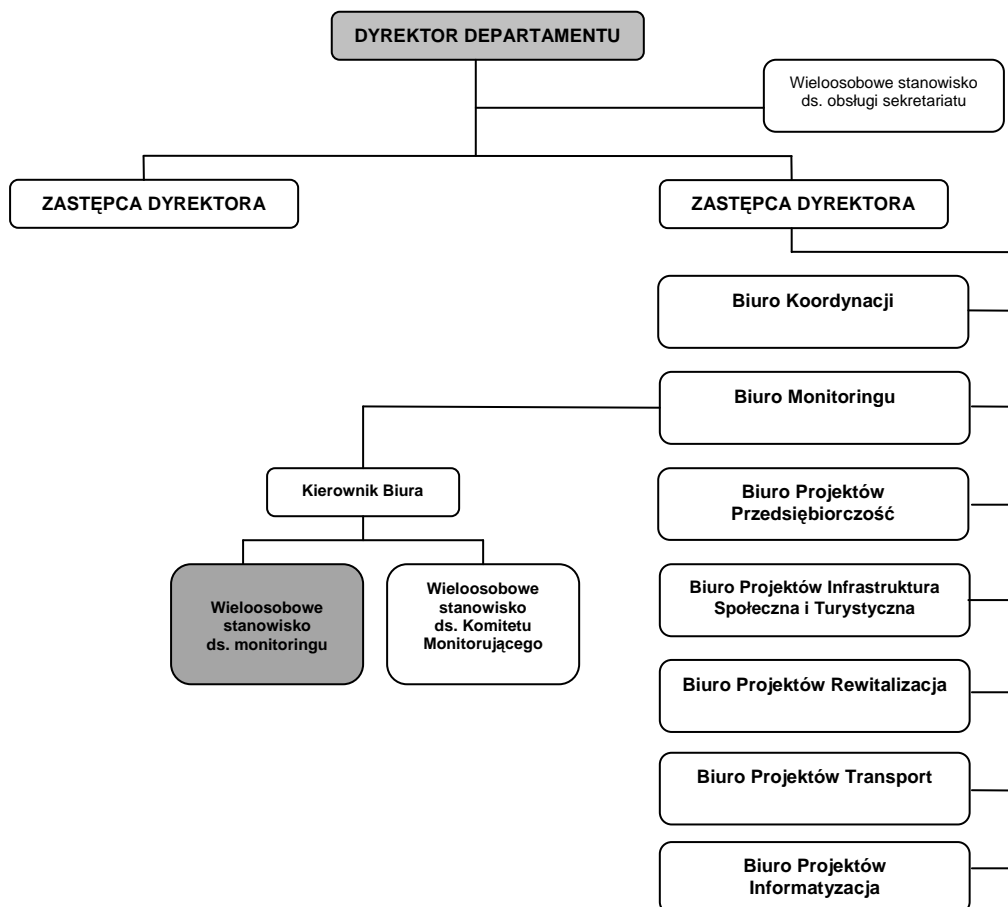 DYREKTOR DEPARTAMENTU
Wieloosobowe stanowisko
ds. obsługi sekretariatu
ZASTĘPCA DYREKTORA
ZASTĘPCA DYREKTORA
Biuro Koordynacji
Biuro Monitoringu
Kierownik Biura
Wieloosobowe
stanowisko
ds. monitoringu
Wieloosobowe
stanowisko
ds. Komitetu
Monitorującego
Biuro Projektów
Przedsiębiorczość
Biuro Projektów Infrastruktura
Społeczna i Turystyczna
Biuro Projektów Rewitalizacja
Biuro Projektów Transport
Biuro Projektów
Informatyzacja